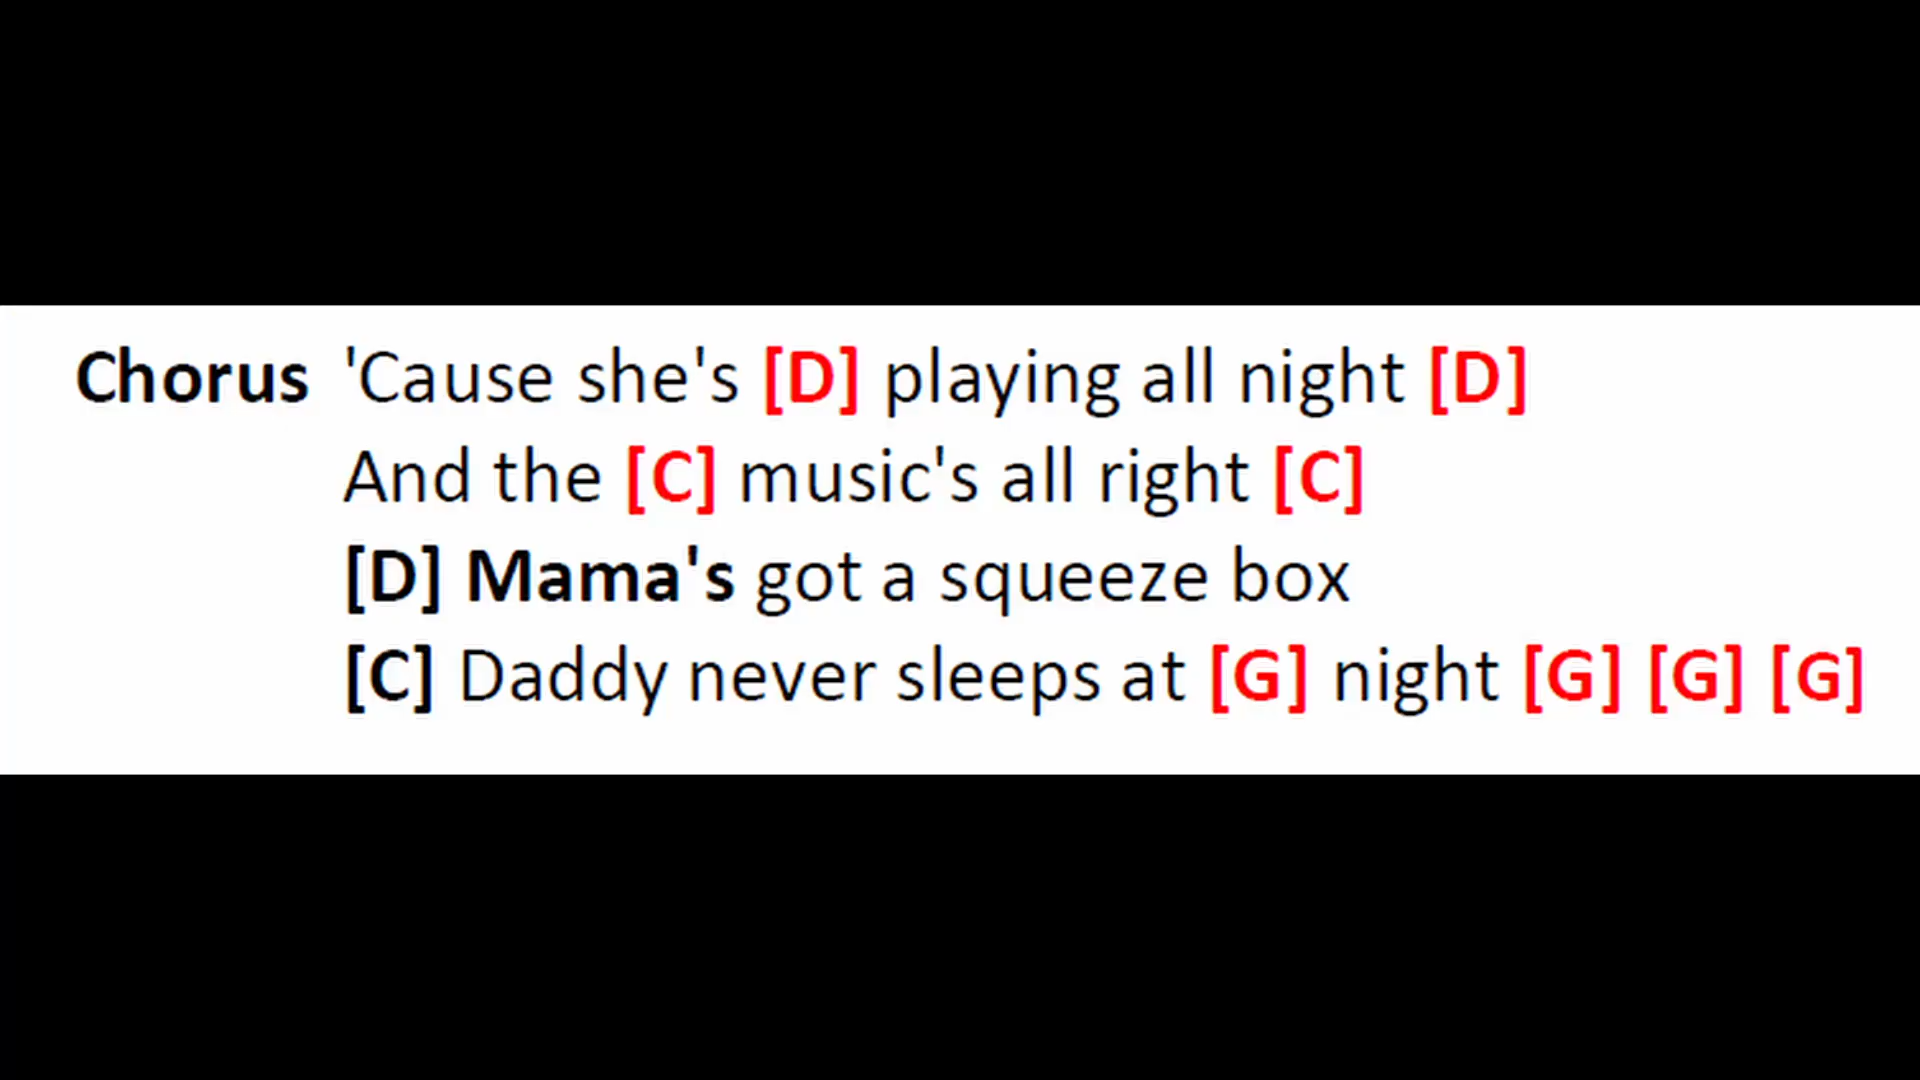 Chorus 'Cause she's [D] playing all night [D]
And the [C] music's all right [C]
[D] Mama's got a squeeze box
[C] Daddy never sleeps at [G] night [G] [G] [G]